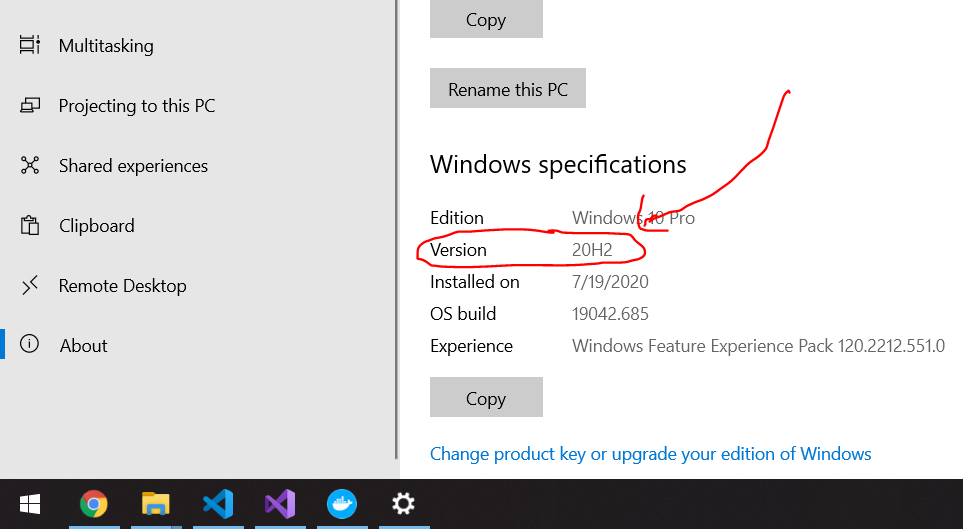 Multitasking
Projecting to this PC
Shared experiences
Clipboard
Remote Desktop
About
Copy
Rename this PC
Windows specifications
Edition Windows 10 Pro
Version 20H2
Installed on 7/19/2020
OS build 19042.685
Experience Windows Feature Experience Pack 120.2212.551.0
Copy
Change product key or upgrade your edition of Windows